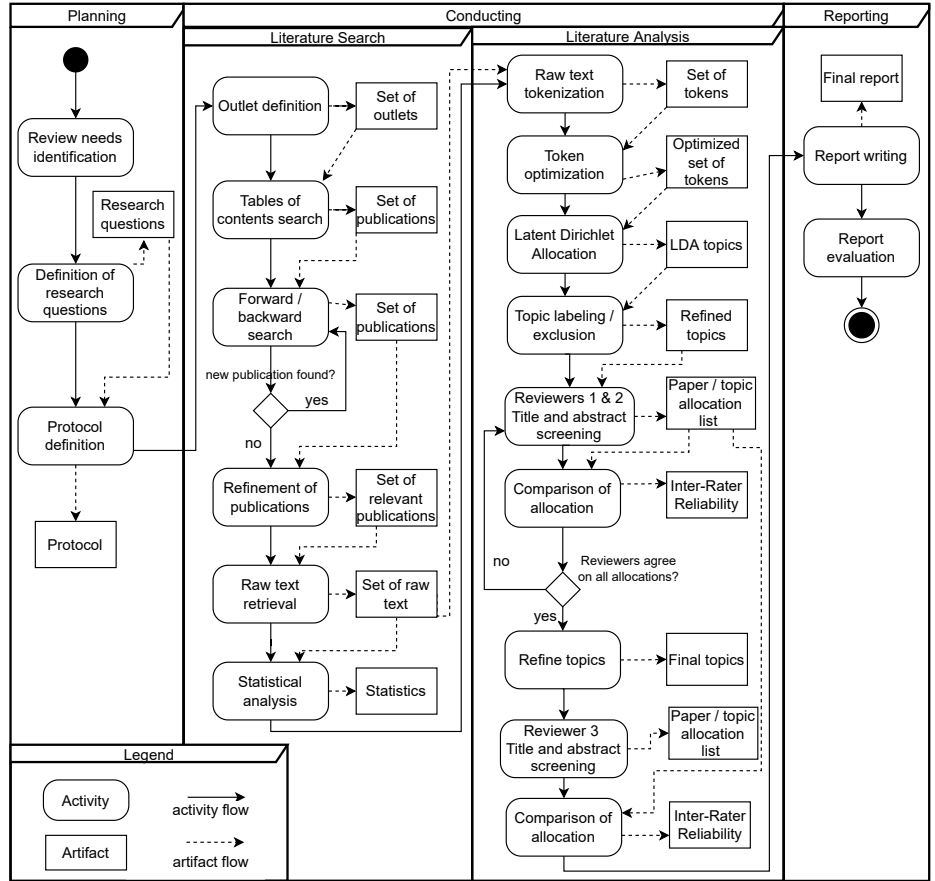 Planning
Conducting
Reporting
Literature Search
Literature Analysis
Review needs
identification
Research
questions
Definition of
research
questions
Protocol
definition
Protocol
Outlet definition
Set of
outlets
Tables of
contents search
Set of
publications
Forward /
backward
search
Set of
publications
new publication found?
yes
no
Refinement of
publications
Set of
relevant
publications
Raw text
retrieval
Set of raw
text
Statistical
analysis
Statistics
Raw text
tokenization
Set of
tokens
Token
optimization
Optimized
set of
tokens
Latent Dirichlet
Allocation
LDA topics
Topic labeling /
exclusion
Refined
topics
Reviewers 1 & 2
Title and abstract
screening
Paper / topic
allocation
list
Comparison of
allocation
Inter-Rater
Reliability
no
Reviewers agree
on all allocations?
yes
Refine topics
Final topics
Reviewer 3
Title and abstract
screening
Paper / topic
allocation
list
Comparison of
allocation
Inter-Rater
Reliability
Final report
Report writing
Report
evaluation
Legend
Activity
activity flow
Artifact
artifact flow